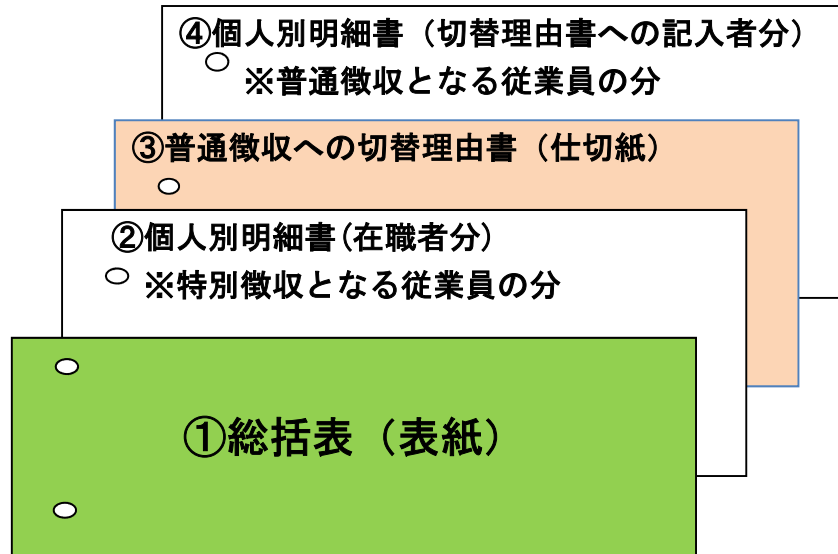 ④個人別明細書（切替理由書への記入者分）
※普通徴収となる従業員の分
③普通徴収への切替理由書（仕切紙）
②個人別明細書(在職者分)
※特別徴収となる従業員の分
①総括表（表紙）